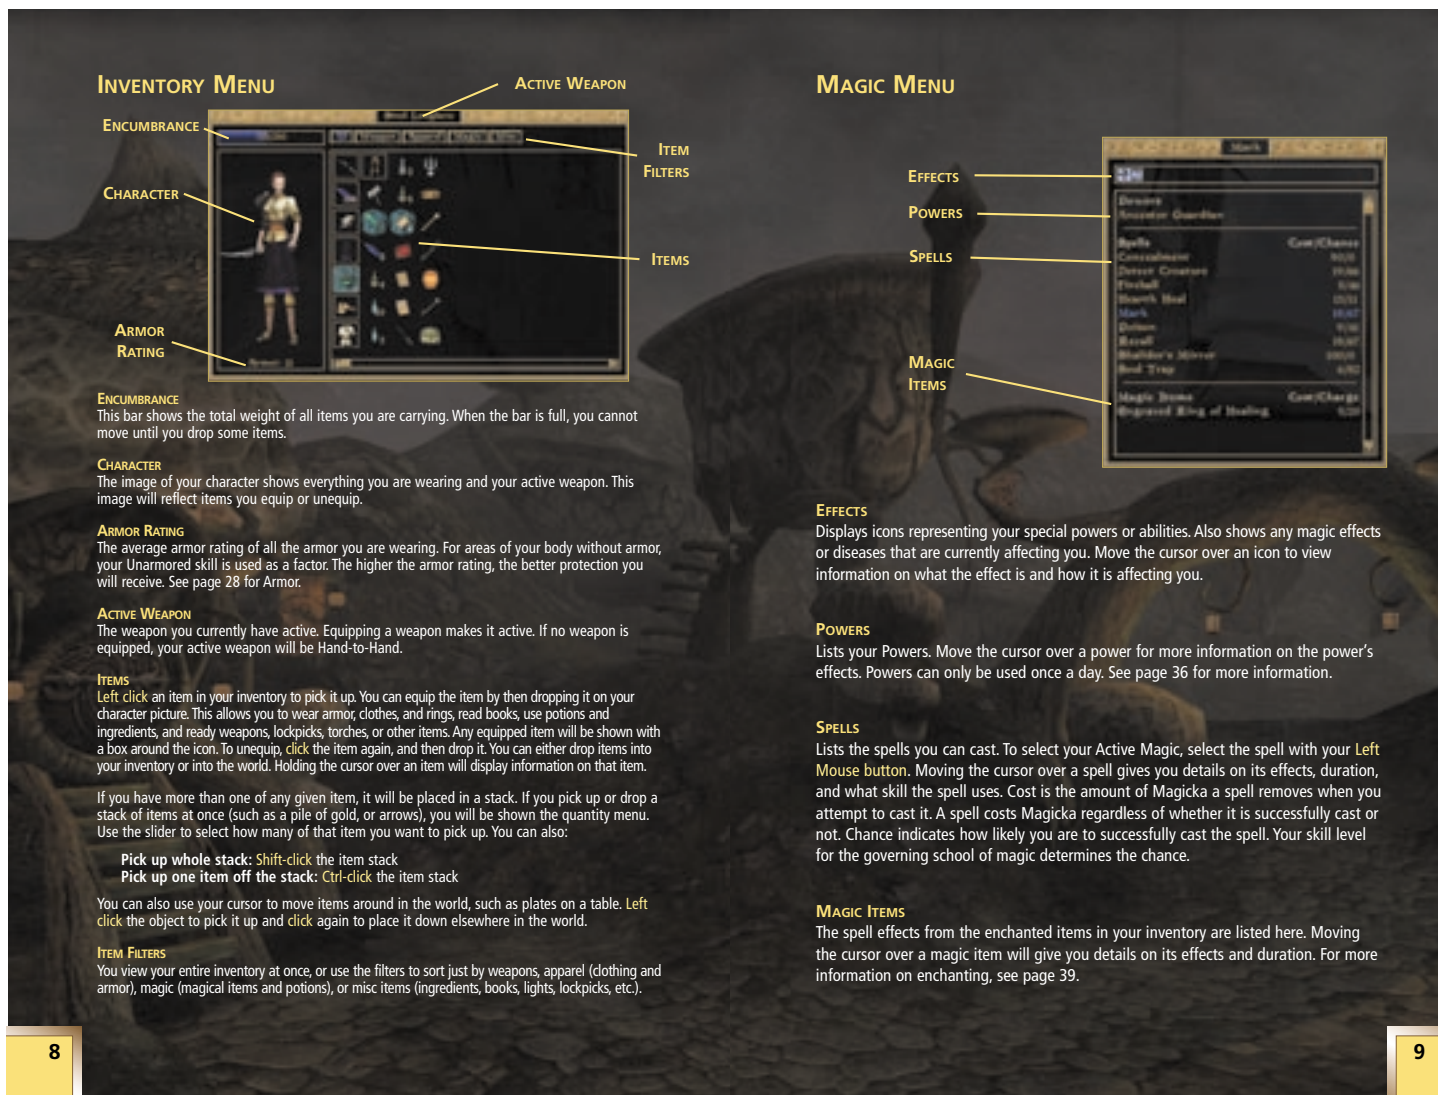 INVENTORY MENU
ACTIVE WEAPON
ENCUMBRANCE
ITEM
FILTERS
CHARACTER
ITEMS
ARMOR
RATING
ENCUMBRANCE
This bar shows the total weight of all items you are carrying. When the bar is full, you cannot
move until you drop some items.
CHARACTER
The image of your character shows everything you are wearing and your active weapon. This
image will reflect items you equip or unequip.
ARMOR RATING
The average armor rating of all the armor you are wearing. For areas of your body without armor,
your Unarmored skill is used as a factor. The higher the armor rating, the better protection you
will receive. See page 28 for Armor.
ACTIVE WEAPON
The weapon you currently have active. Equipping a weapon makes it active. If no weapon is
equipped, your active weapon will be Hand-to-Hand.
ITEMS
Left click an item in your inventory to pick it up. You can equip the item by then dropping it on your
character picture. This allows you to wear armor, clothes, and rings, read books, use potions and
ingredients, and ready weapons, lockpicks, torches, or other items. Any equipped item will be shown with
a box around the icon. To unequip, click the item again, and then drop it. You can either drop items into
your inventory or into the world. Holding the cursor over an item will display information on that item.
If you have more than one of any given item, it will be placed in a stack. If you pick up or drop a
stack of items at once (such as a pile of gold, or arrows), you will be shown the quantity menu.
Use the slider to select how many of that item you want to pick up. You can also:
Pick up whole stack: Shift-click the item stack
Pick up one item off the stack: Ctrl-click the item stack
You can also use your cursor to move items around in the world, such as plates on a table. Left
click the object to pick it up and click again to place it down elsewhere in the world.
ITEM FILTERS
You view your entire inventory at once, or use the filters to sort just by weapons, apparel (clothing and
armor), magic (magical items and potions), or misc items (ingredients, books, lights, lockpicks, etc.).
8
MAGIC MENU
Mark
EFFECTS
POWERS
SPELLS
MAGIC
ITEMS
Powers
Ancestor Guardian
Spells Cost/Chance
Concealment
Detect Creature
Fireball
Hearth Heal
Mark
Poison
Recall
Shalidor's Mirror
Soul Trap
Magic Items Cost/Charge
Engraved Ring of Healing
EFFECTS
Displays icons representing your special powers or abilities. Also shows any magic effects
or diseases that are currently affecting you. Move the cursor over an icon to view
information on what the effect is and how it is affecting you.
POWERS
Lists your Powers. Move the cursor over a power for more information on the power's
effects. Powers can only be used once a day. See page 36 for more information.
SPELLS
Lists the spells you can cast. To select your Active Magic, select the spell with your Left
Mouse button. Moving the cursor over a spell gives you details on its effects, duration,
and what skill the spell uses. Cost is the amount of Magicka a spell removes when you
attempt to cast it. A spell costs Magicka regardless of whether it is successfully cast or
not. Chance indicates how likely you are to successfully cast the spell. Your skill level
for the governing school of magic determines the chance.
MAGIC ITEMS
The spell effects from the enchanted items in your inventory are listed here. Moving
the cursor over a magic item will give you details on its effects and duration. For more
information on enchanting, see page 39.
9